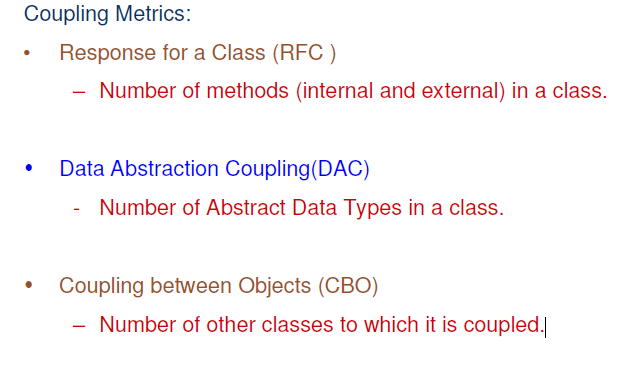 Coupling Metrics:
• Response for a Class (RFC )
– Number of methods (internal and external) in a class.
• Data Abstraction Coupling(DAC)
- Number of Abstract Data Types in a class.
• Coupling between Objects (CBO)
– Number of other classes to which it is coupled.